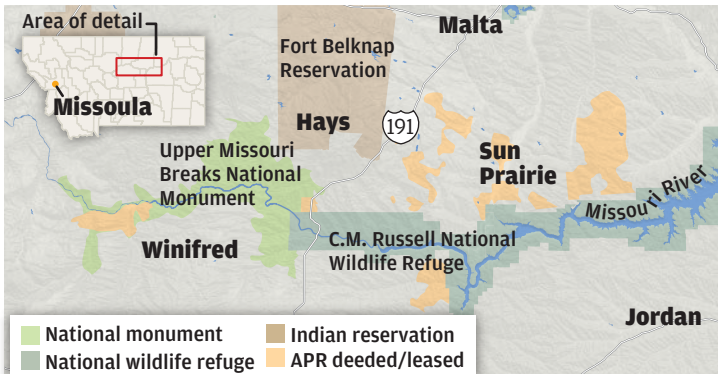 Area of detail
Missoula
Malta
Fort Belknap
Reservation
Hays
191
Upper Missouri
Breaks National
Monument
Sun
Prairie
Missouri River
Winifred
C.M. Russell National
Wildlife Refuge
Jordan
National monument
National wildlife refuge
Indian reservation
APR deeded/leased